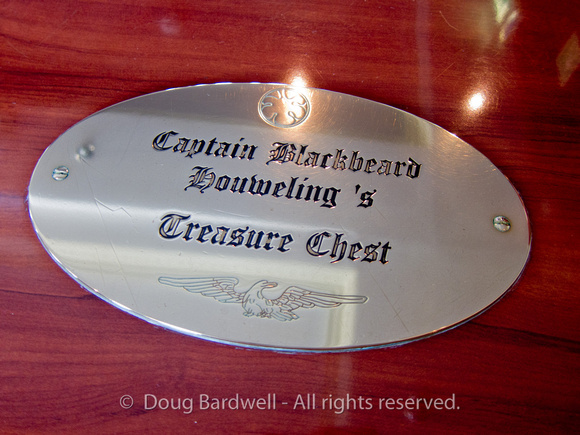 Captain Blackbeard
Houweling 's
Treasure Chest
© Doug Bardwell - All rights reserved.